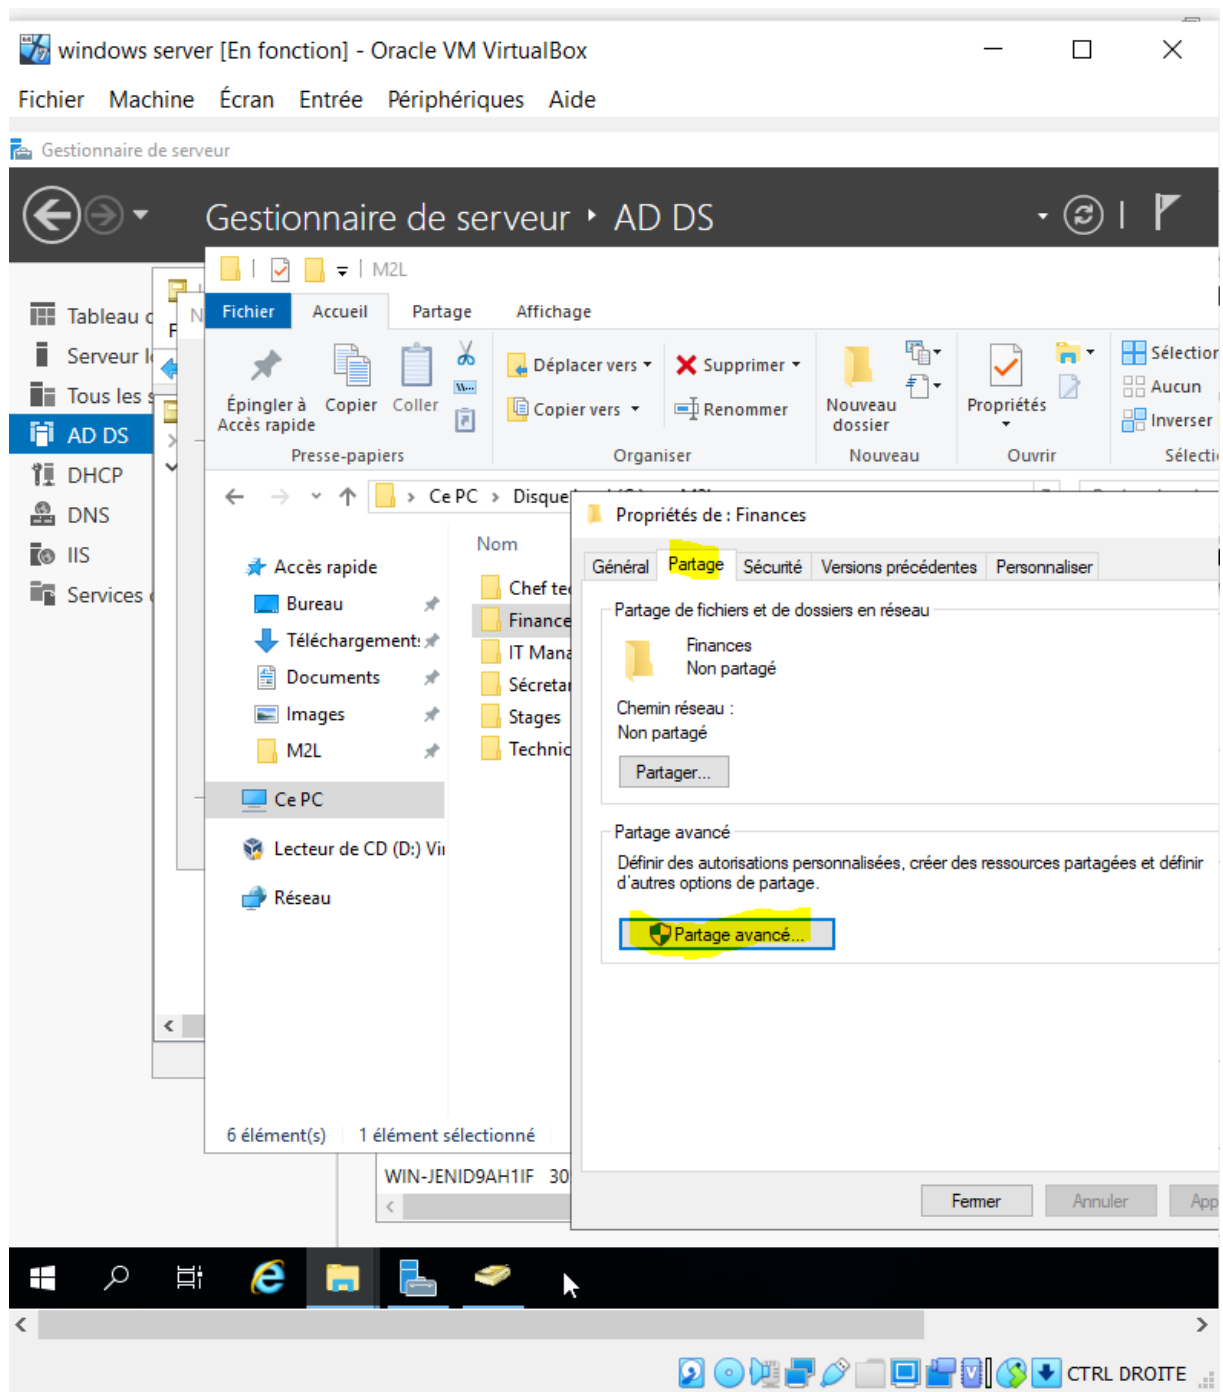 windows server [En fonction] - Oracle VM VirtualBox
Fichier Machine Écran Entrée Périphériques Aide
Gestionnaire de serveur
Gestionnaire de serveur AD DS
M2L
Fichier Accueil Partage Affichage
Tableau
Serveur
Tous les
AD DS
DHCP
DNS
IIS
Services
Épingler à Accès rapide
Copier
Coller
Déplacer vers
Copier vers
Supprimer
Renommer
Nouveau dossier
Propriétés
Aucun
Inverser
Presse-papiers Organiser Nouveau Ouvrir
Ce PC
Nom
Accès rapide
Bureau
Documents
Images
M2L
Ce PC
Lecteur de CD (D:)
Réseau
Stages
6 élément(s) 1 élément sélectionné
WIN-JENID9AH1IF 30
Propriétés de : Finances
Général Partage Sécurité Versions précédentes Personnaliser
Partage de fichiers et de dossiers en réseau
Finances
Non partagé
Chemin réseau :
Non partagé
Partager...
Partage avancé
Définir des autorisations personnalisées, créer des ressources partagées et définir
d'autres options de partage.
Partage avancé...
Fermer Annuler
CTRL DROITE